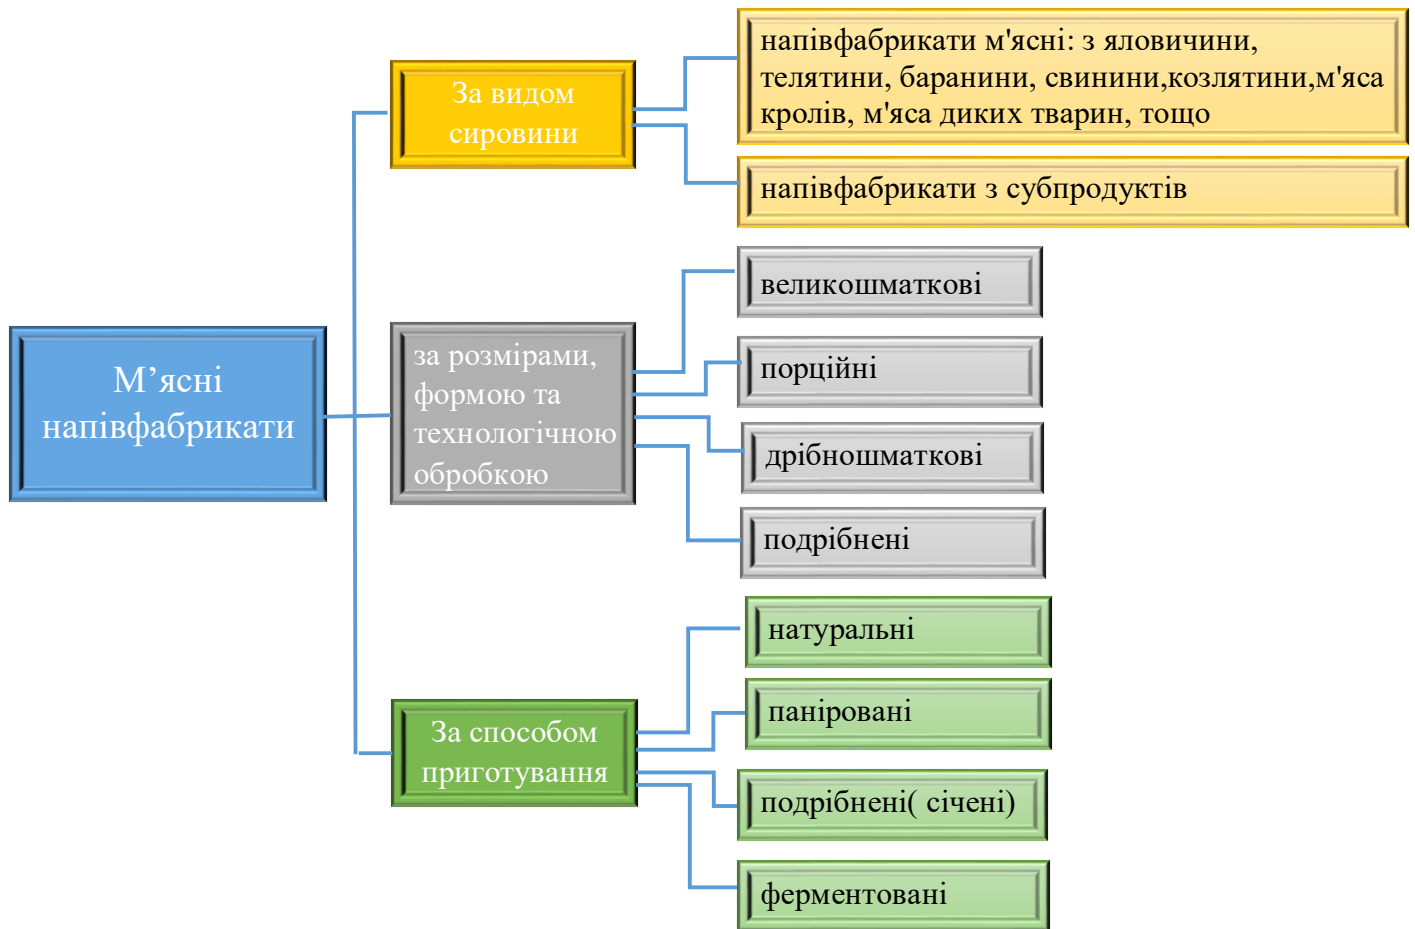 М’ясні
напівфабрикати
За видом
сировини
напівфабрикати м'ясні: з яловичини,
телятини, баранини, свинини,козлятини,м'яса
кролів, м'яса диких тварин, тощо
напівфабрикати з субпродуктів
за розмірами,
формою та
технологічною
обробкою
великошматкові
порційні
дрібношматкові
подрібнені
За способом
приготування
натуральні
паніровані
подрібнені( січені)
ферментовані